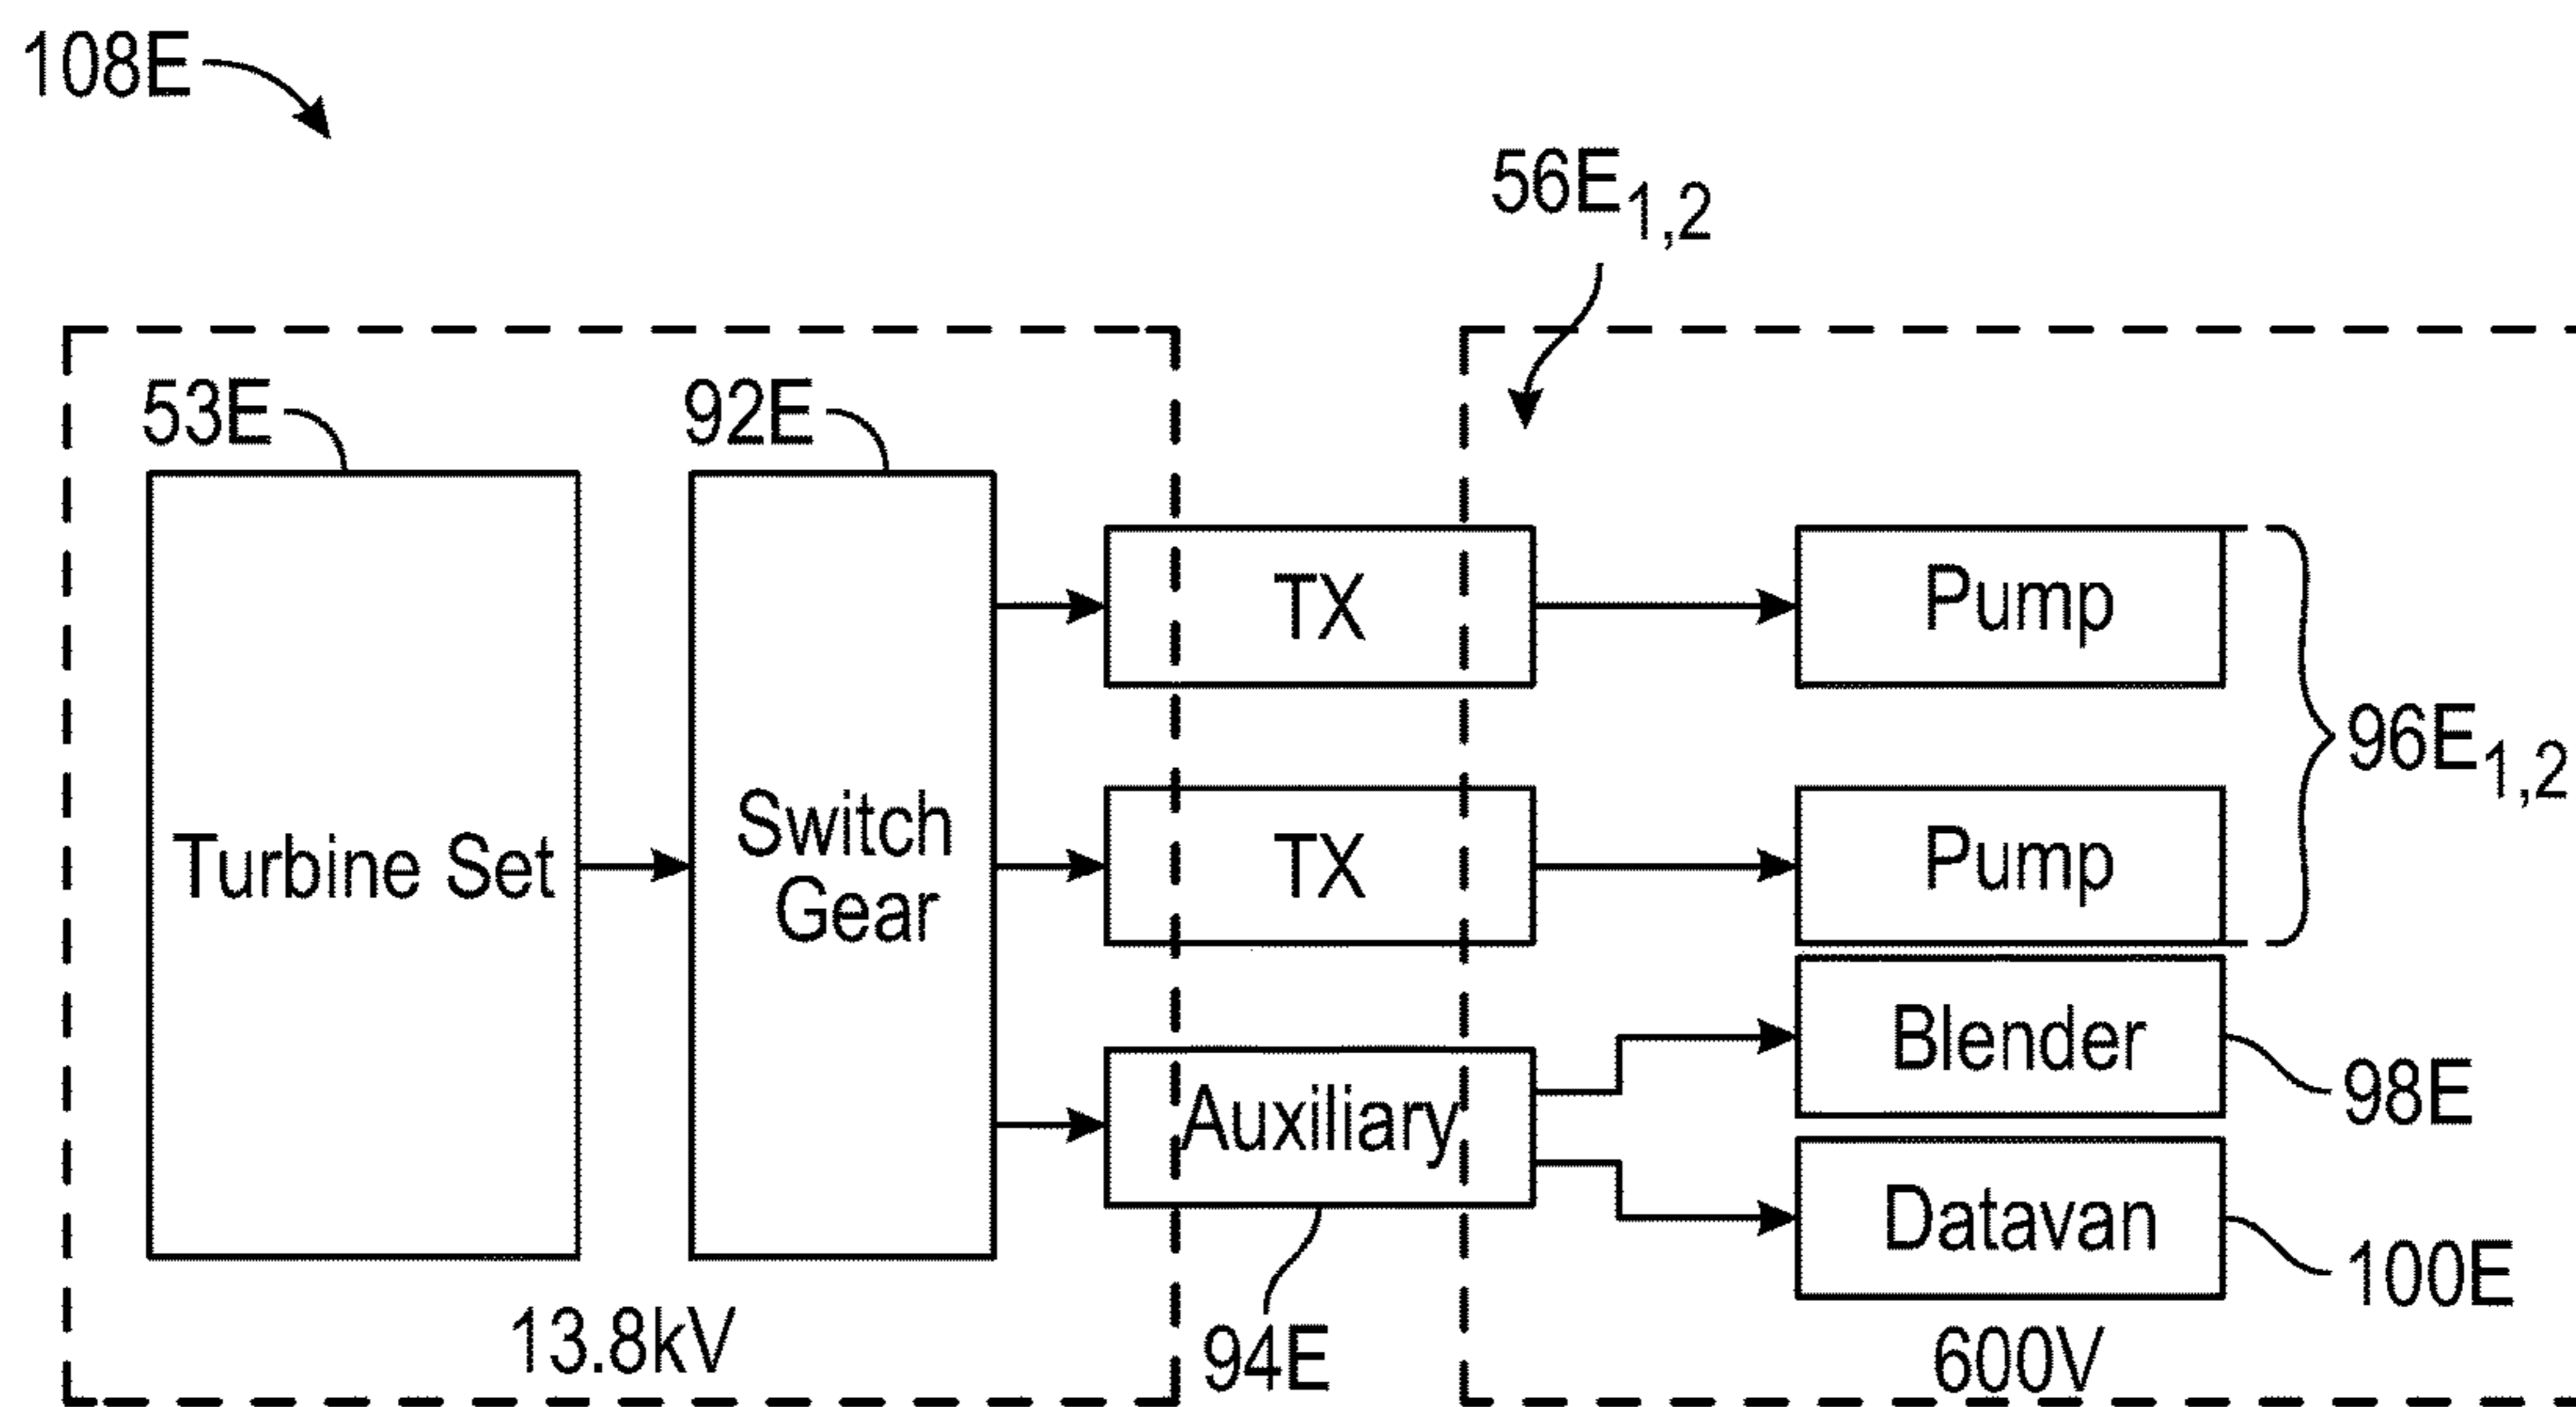 108E
56E1,2
53E
92E
Turbine Set
Switch
Gear
TX
Pump
TX
Pump
96E1,2
Auxiliary
Blender
98E
Datavan
100E
94E
13.8kV
600V